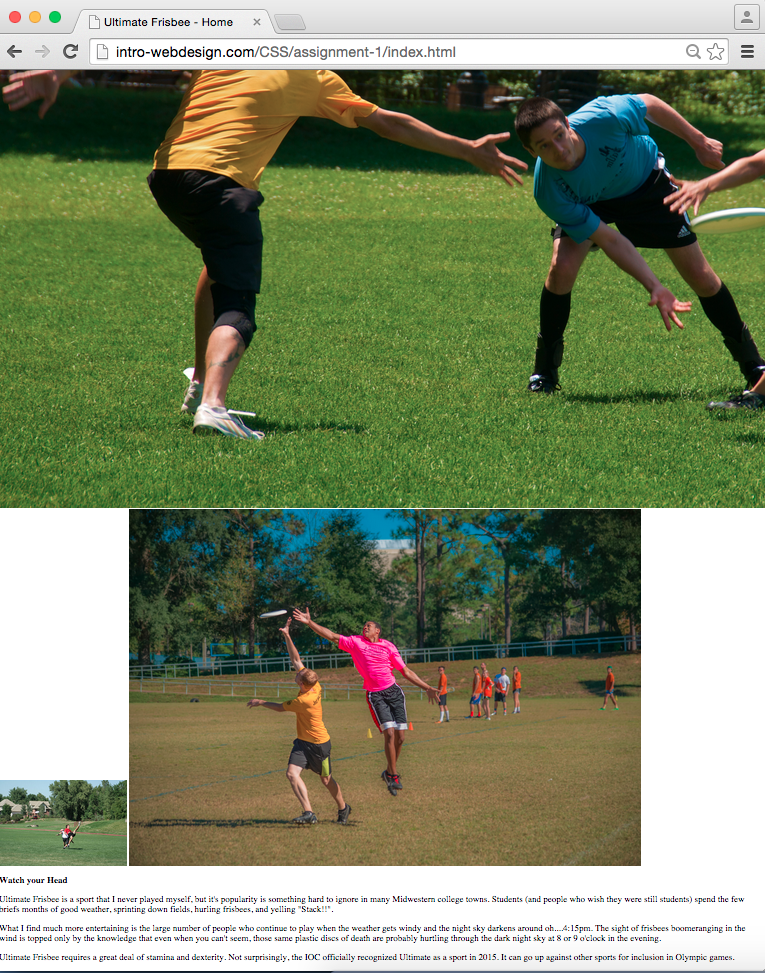 Ultimate Frisbee - Home
intro-webdesign.com/CSS/assignment-1/index.html
adidas
Watch your Head
Ultimate Frisbee is a sport that I never played myself, but it's popularity is something hard to ignore in many Midwestern college towns. Students (and people who wish they were still students) spend the few
briefs months of good weather, sprinting down fields, hurling frisbees, and yelling "Stack!!".
What I find much more entertaining is the large number of people who continue to play when the weather gets windy and the night sky darkens around oh....4:15pm. The sight of frisbees boomeranging in the
wind is topped only by the knowledge that even when you can't seem, those same plastic discs of death are probably hurtling through the dark night sky at 8 or 9 o'clock in the evening.
Ultimate Frisbee requires a great deal of stamina and dexterity. Not surprisingly, the IOC officially recognized Ultimate as a sport in 2015. It can go up against other sports for inclusion in Olympic games.